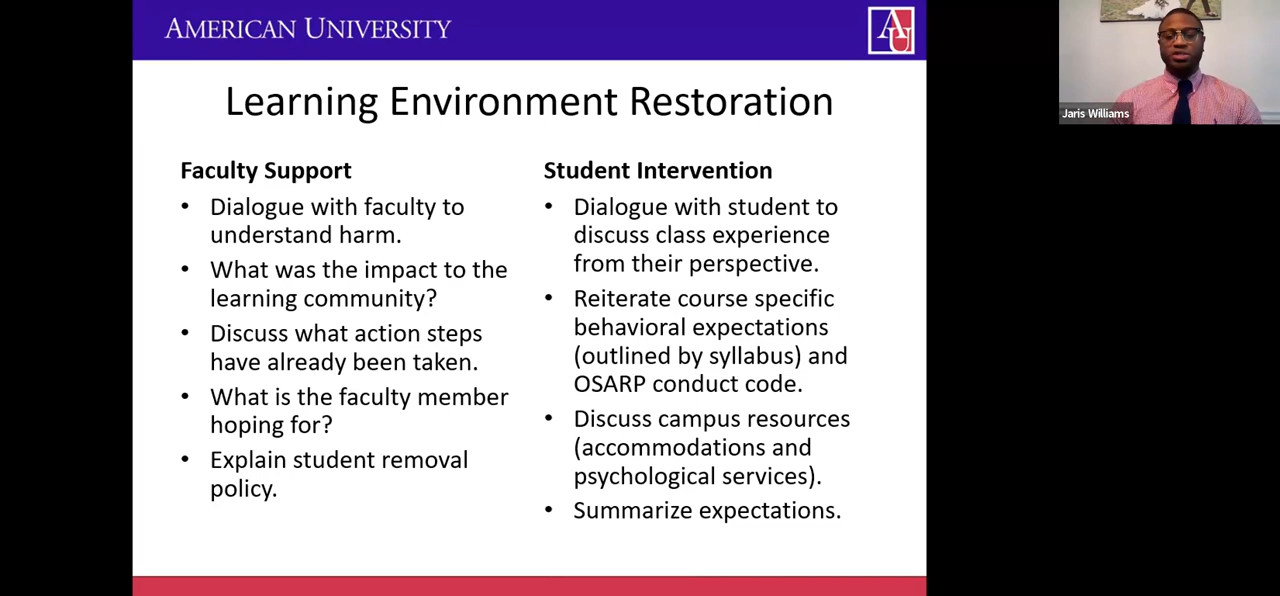 AMERICAN UNIVERSITY
AU
Learning Environment Restoration
Faculty Support
• Dialogue with faculty to
understand harm.
• What was the impact to the
learning community?
• Discuss what action steps
have already been taken.
• What is the faculty member
hoping for?
• Explain student removal
policy.
Student Intervention
• Dialogue with student to
discuss class experience
from their perspective.
• Reiterate course specific
behavioral expectations
(outlined by syllabus) and
OSARP conduct code.
• Discuss campus resources
(accommodations and
psychological services).
• Summarize expectations.
Jaris Williams